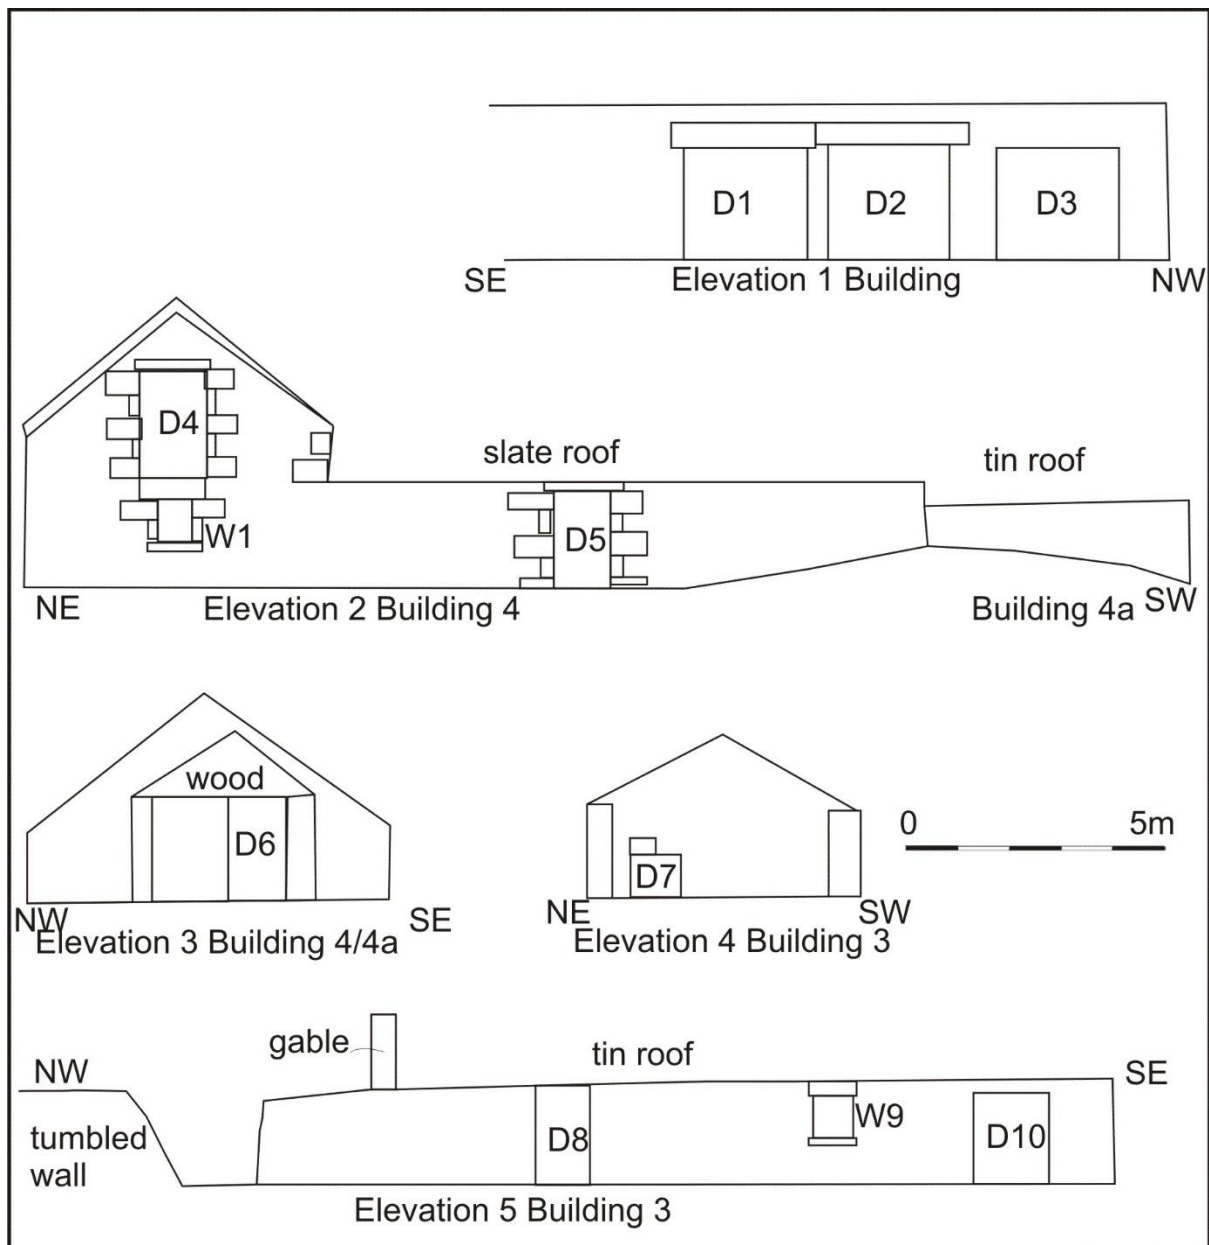 D1 D2 D3
SE Elevation 1 Building NW
D4
slate roof
tin roof
W1
D5
NE Elevation 2 Building 4
Building 4a SW
wood
D6
NW SE
Elevation 3 Building 4/4a
D7
NE SW
Elevation 4 Building 3
0 5m
gable
tin roof
NW
SE
tumbled
wall
D8
W9
D10
Elevation 5 Building 3